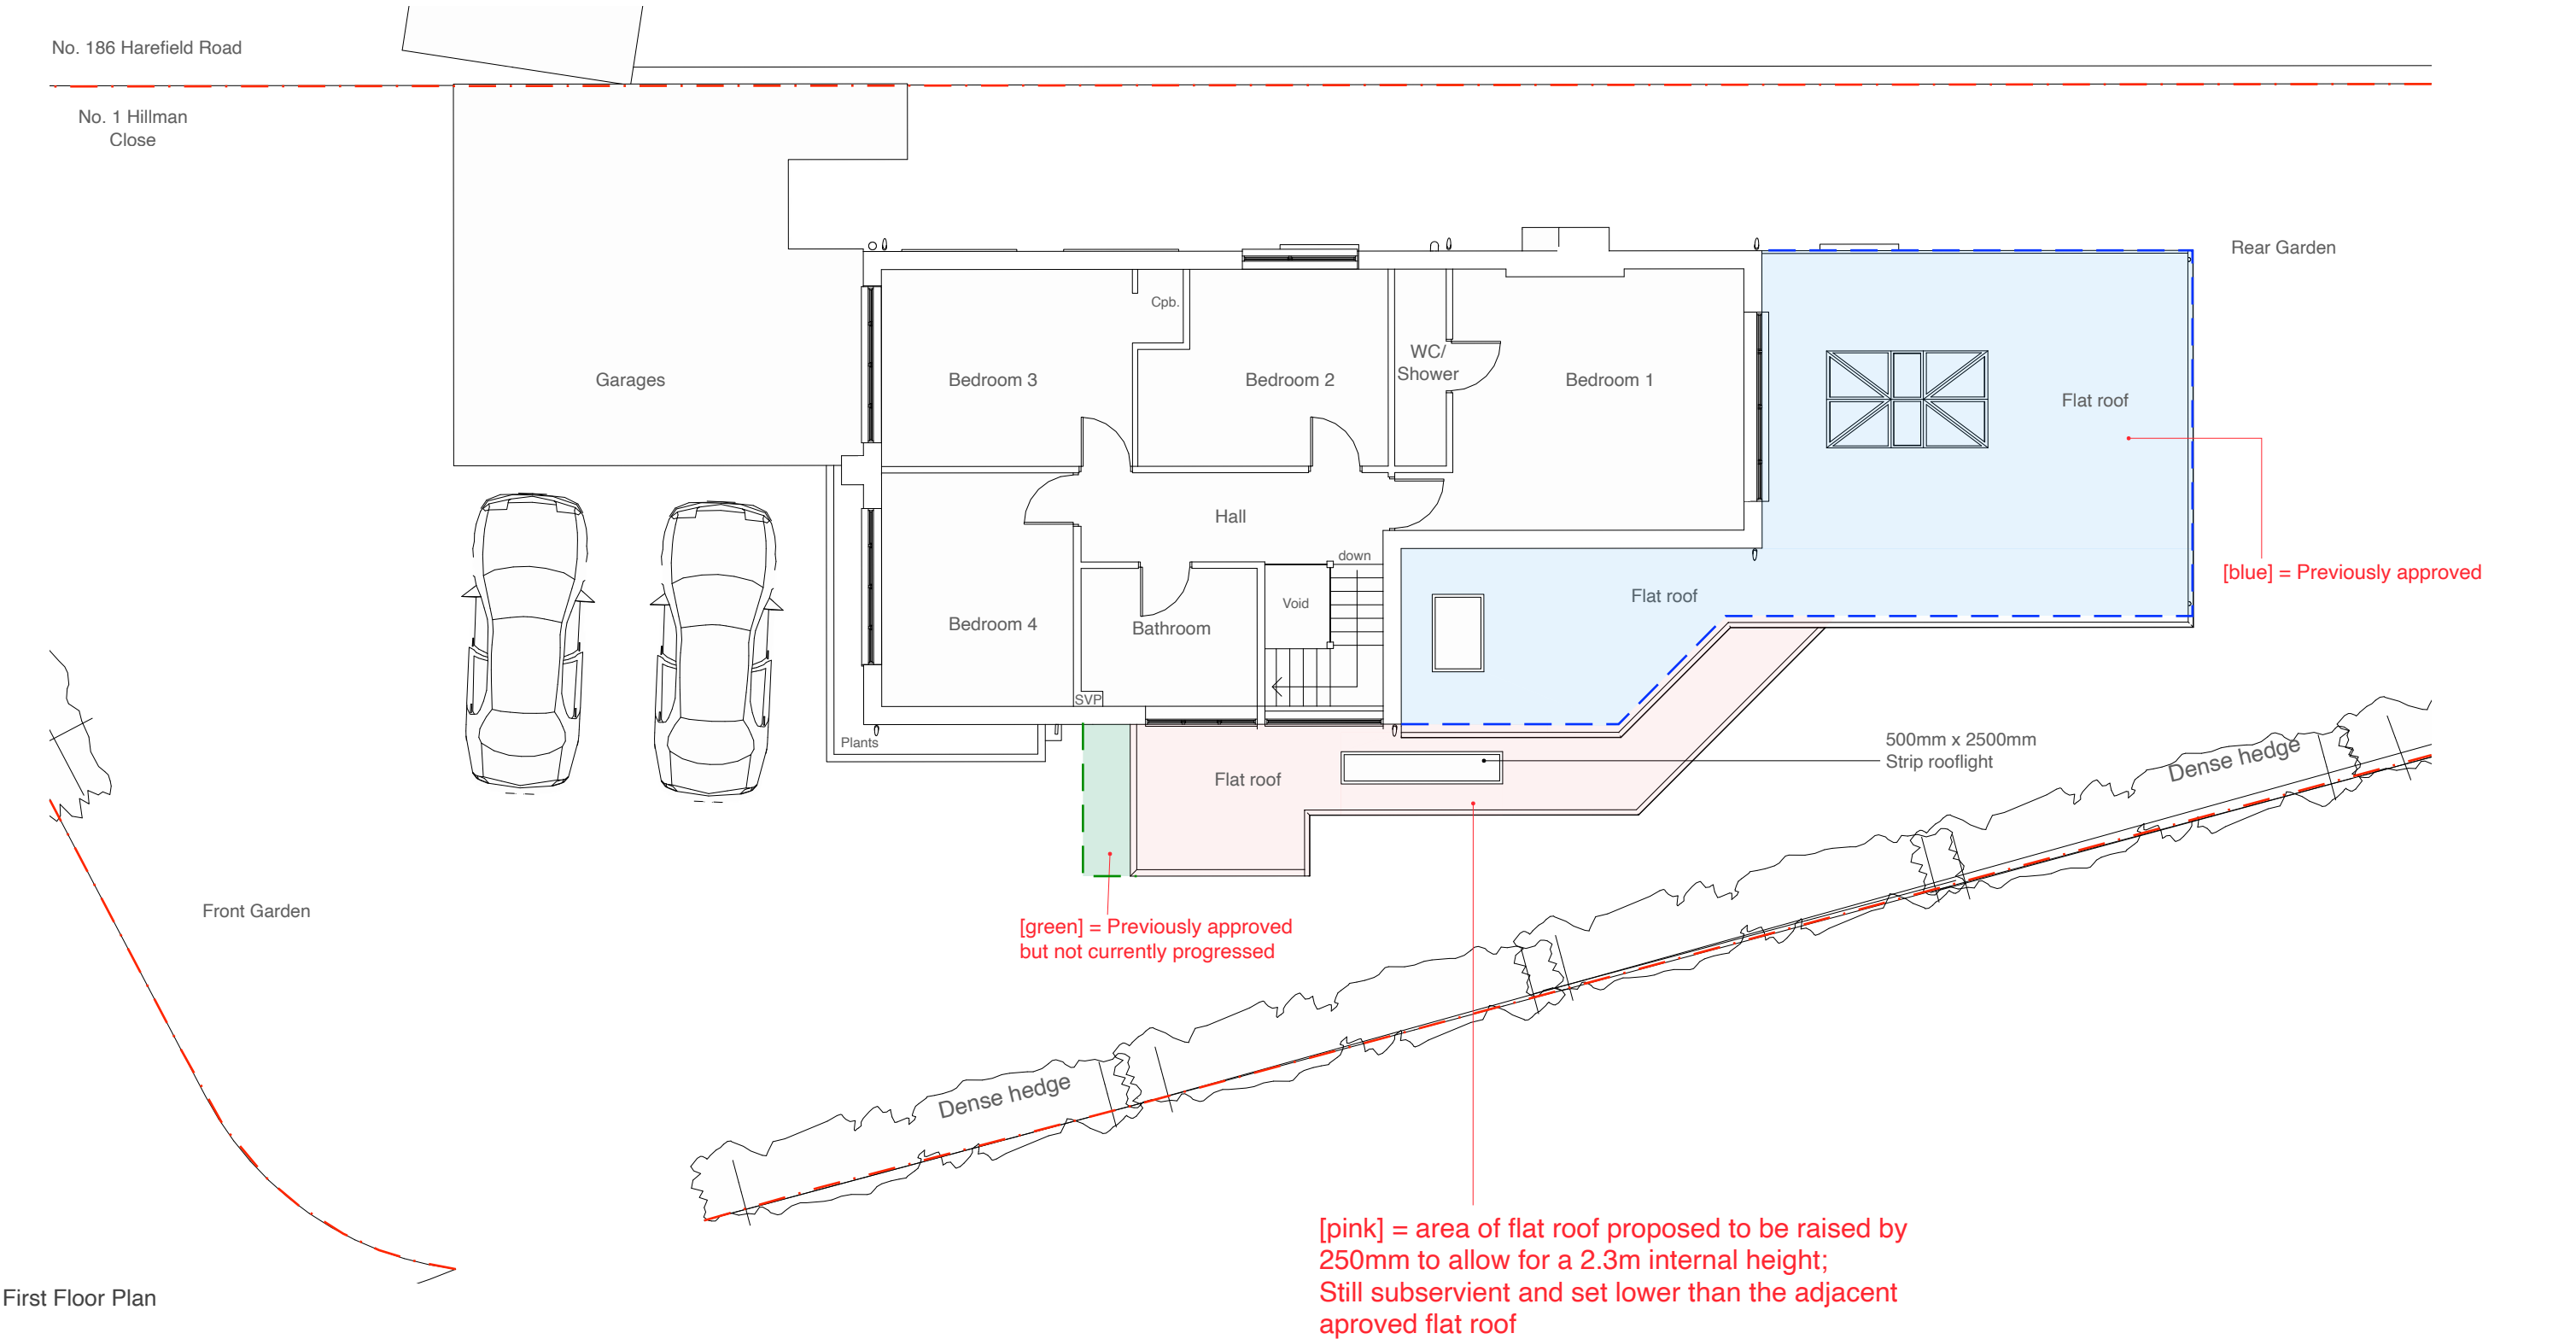 No. 186 Harefield Road
No. 1 Hillman
Close
Rear Garden
Cpb.
WC/
Shower
Garages
Bedroom 3
Bedroom 2
Bedroom 1
Flat roof
Hall
down
[blue] = Previously approved
Flat roof
Void
Bedroom 4
Bathroom
SVP
Plants
500mm x 2500mm
Strip rooflight
Dense hedge
Flat roof
Front Garden
[green] = Previously approved
but not currently progressed
Dense hedge
[pink] = area of flat roof proposed to be raised by
250mm to allow for a 2.3m internal height;
Still subservient and set lower than the adjacent
aproved flat roof
First Floor Plan